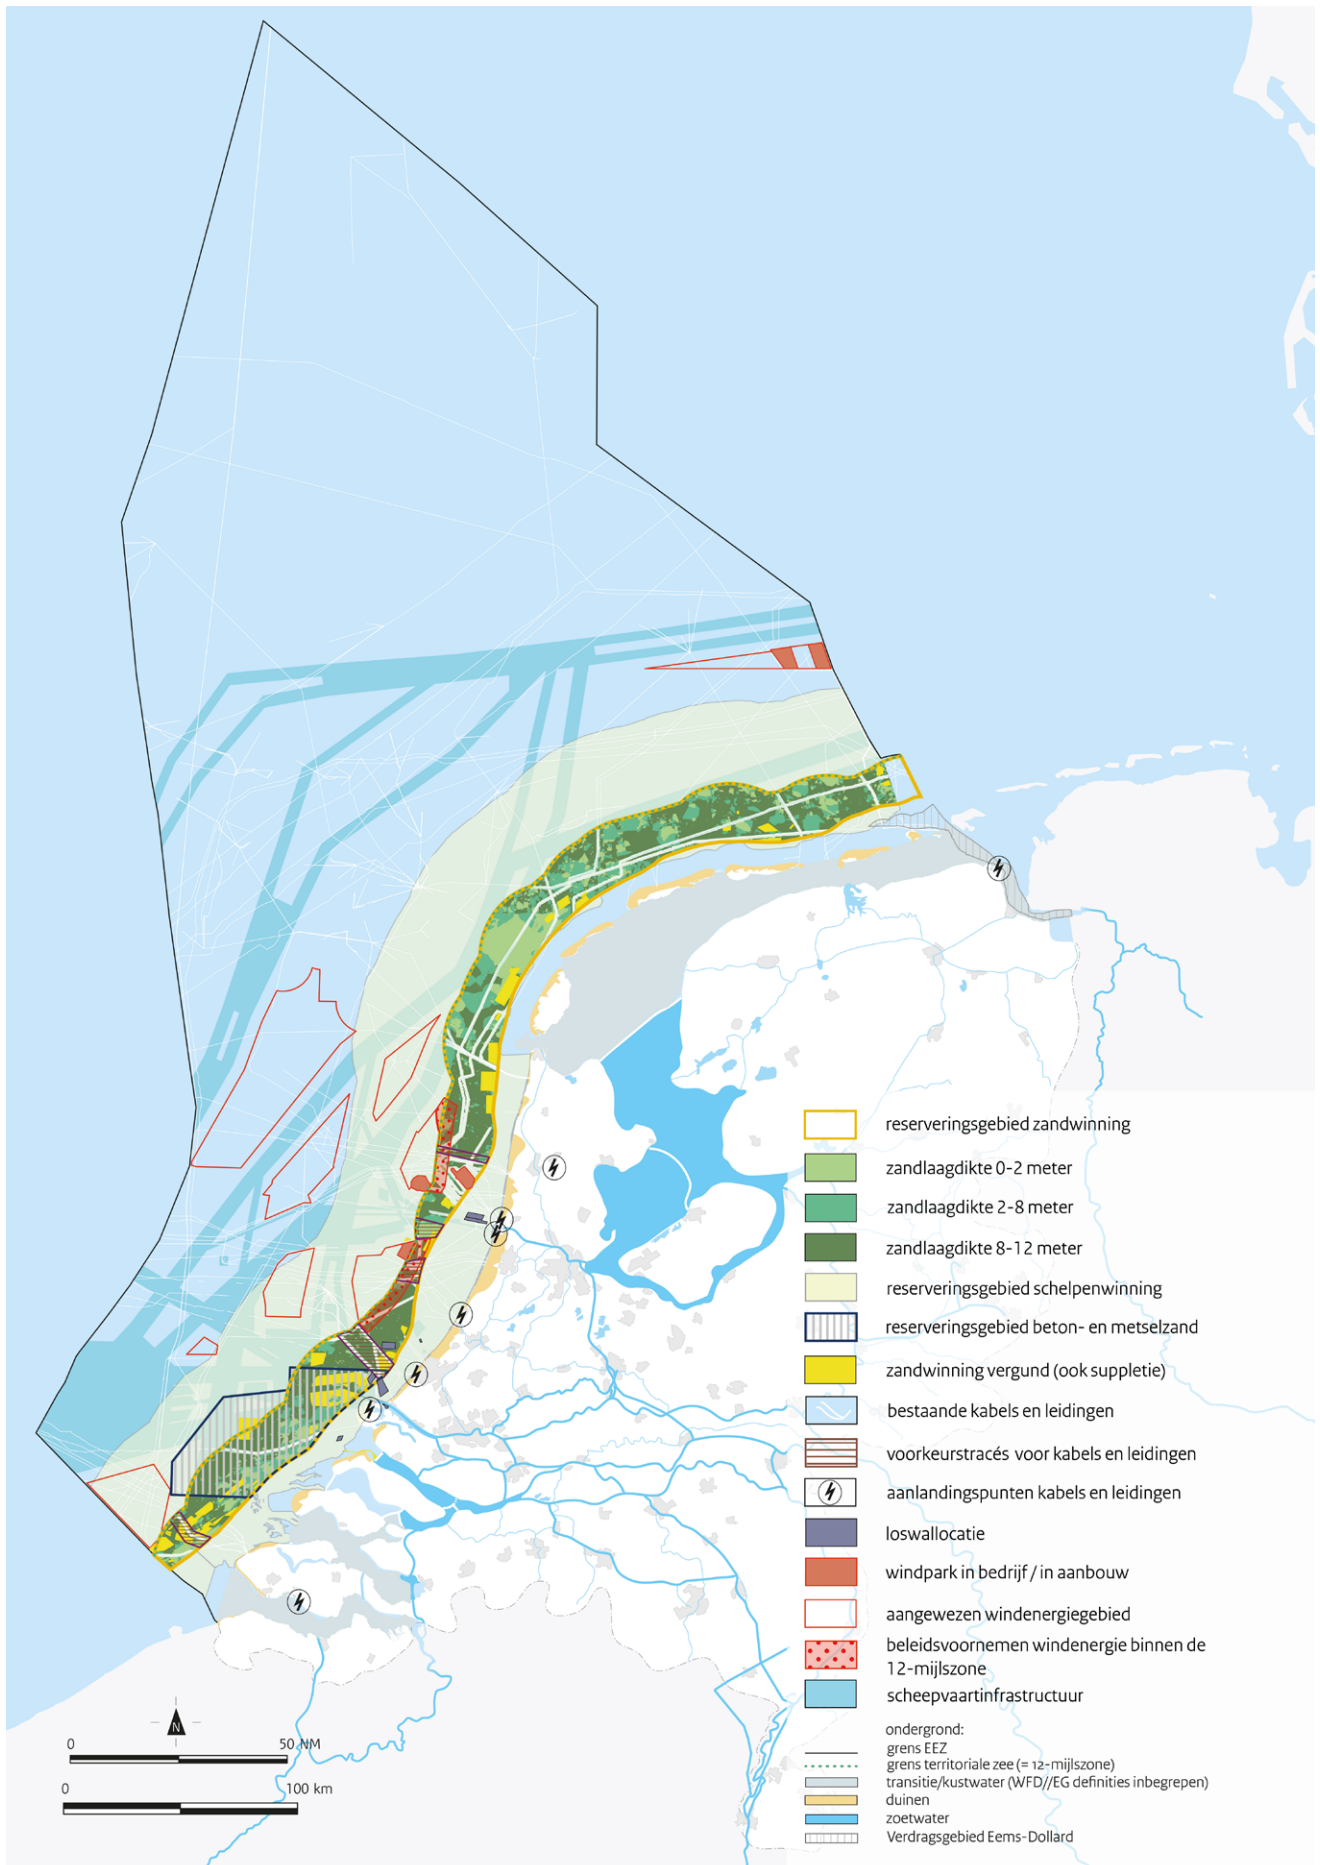 reserveringsgebied zandwinning
zandlaagdikte 0-2 meter
zandlaagdikte 2-8 meter
zandlaagdikte 8-12 meter
reserveringsgebied schelpenwinning
reserveringsgebied beton- en metselzand
zandwinning vergund (ook suppletie)
bestaande kabels en leidingen
voorkeurstracés voor kabels en leidingen
aanlandingspunten kabels en leidingen
loswallocatie
windpark in bedrijf / in aanbouw
aangewezen windenergiegebied
beleidsvoornemen windenergie binnen de
12-mijlszone
scheepvaartinfrastructuur
ondergrond:
grens EEZ
grens territoriale zee (= 12-mijlszone)
transitie/kustwater (WFD//EG definities inbegrepen)
duinen
zoetwater
Verdragsgebied Eems-Dollard
N
0 50 NM
0 100 km